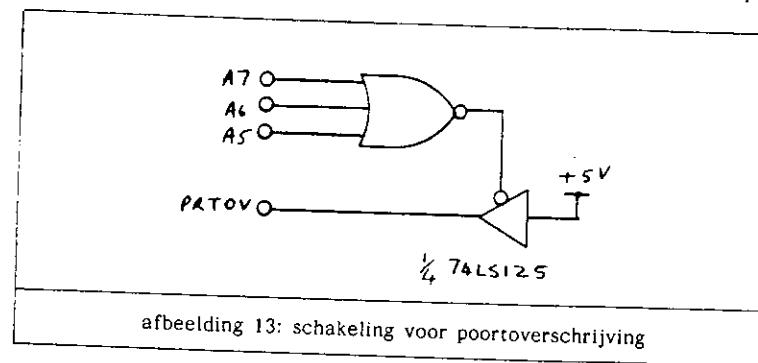 A7
A6
A5
+5V
PRTOV
1/4 74LS125
afbeelding 13: schakeling voor poortoverschrijving